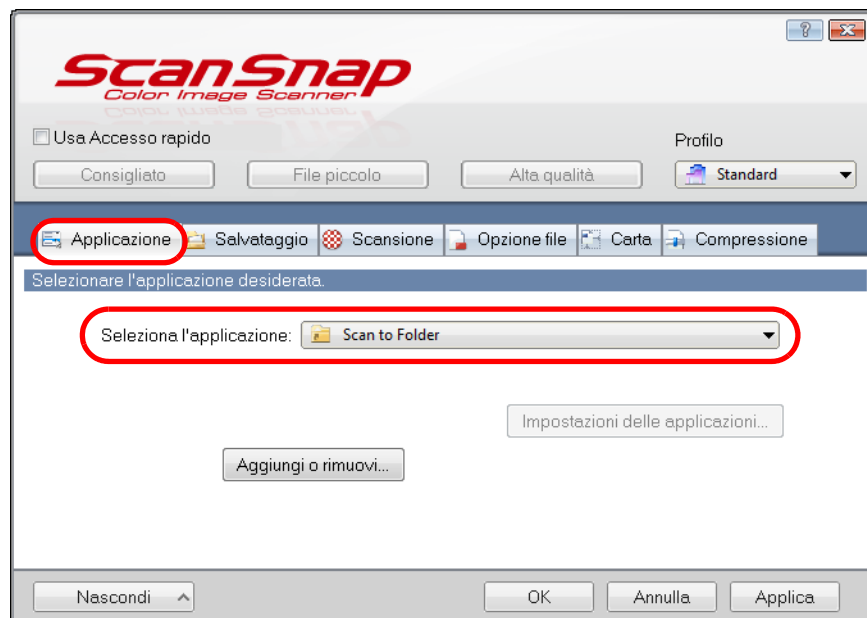 ScanSnap
Color Image Scanner
Usa Accesso rapido
Profilo
Consigliato
File piccolo
Alta qualità
Standard
Applicazione
Salvataggio
Scansione
Opzione file
Carta
Compressione
Selezionare l'applicazione desiderata.
Seleziona l'applicazione:
Scan to Folder
Impostazioni delle applicazioni...
Aggiungi o rimuovi...
Nascondi
OK
Annulla
Applica